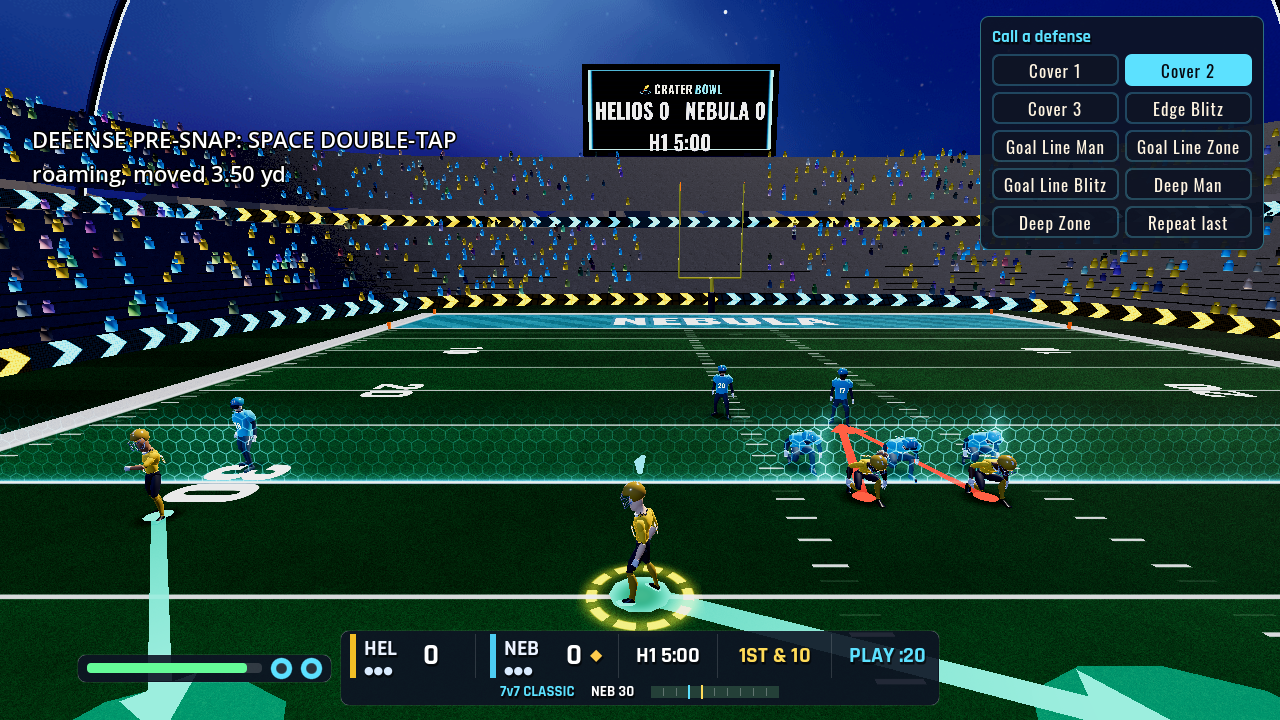 Call a defense
Cover 1
Cover 2
Cover 3
Edge Blitz
Goal Line Man
Goal Line Zone
Goal Line Blitz
Deep Man
Deep Zone
Repeat last
CRATER BOWL
HELIOS 0 NEBULA 0
H1 5:00
DEFENSE PRE-SNAP: SPACE DOUBLE-TAP
roaming, moved 3.50 yd
NEBULA
20
17
HEL 0
NEB 0
H1 5:00
1ST & 10
PLAY :20
7v7 CLASSIC
NEB 30